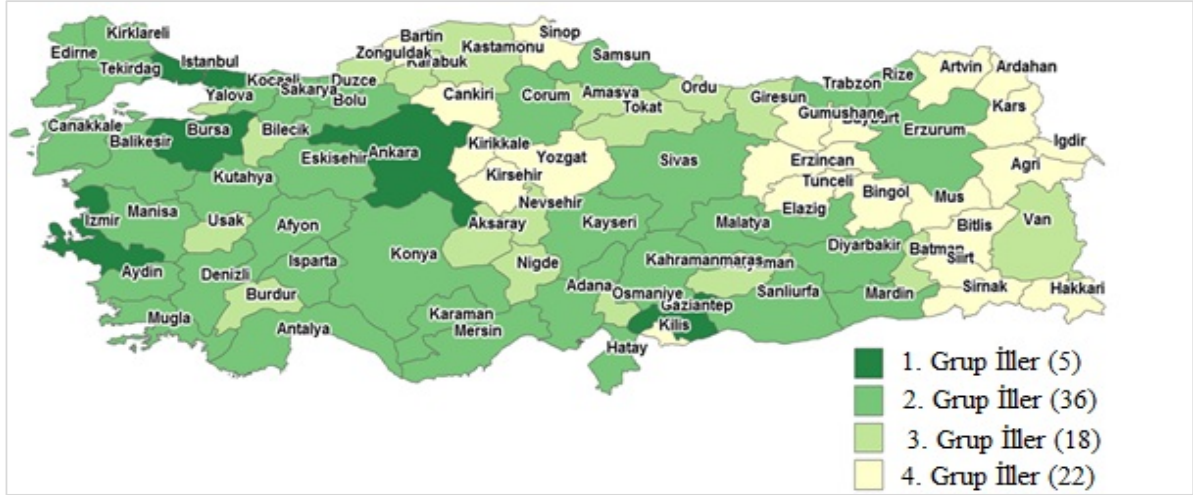 Kirklareli
Edirne
Tekirdag
Istanbul
Kocaeli
Yalova
Sakarya
Duzce
Bolu
Zonguldak
Bartin
Karabuk
Kastamonu
Sinop
Samsun
Cankiri
Corum
Amasya
Tokat
Ordu
Giresun
Trabzon
Rize
Artvin
Ardahan
Kars
Gumushane
Bayburt
Erzurum
Igdir
Agri
Canakkale
Balikesir
Bursa
Bilecik
Eskisehir
Ankara
Kirikkale
Yozgat
Kirsehir
Sivas
Erzincan
Tunceli
Bingol
Mus
Kutahya
Nevsehir
Elazig
Bitlis
Van
Izmir
Manisa
Usak
Afyon
Aksaray
Kayseri
Malatya
Diyarbakir
Batman
Siirt
Konya
Nigde
Kahramanmaras
Aydin
Denizli
Isparta
Burdur
Adana
Osmaniye
Gaziantep
Sanliurfa
Mardin
Sirnak
Hakkari
Mugla
Antalya
Karaman
Mersin
Kilis
Hatay
1. Grup İller (5)
2. Grup İller (36)
3. Grup İller (18)
4. Grup İller (22)